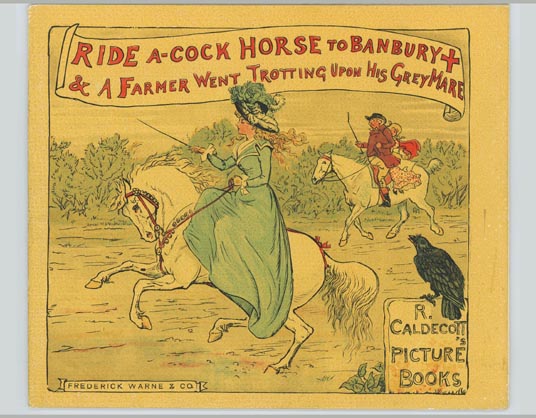 RIDE A-COCK HORSE TO BANBURY ✝
& A FARMER WENT TROTTING UPON HIS GREY MARE
R.
CALDECOTT
'S
PICTURE
BOOKS
FREDERICK WARNE & CO.